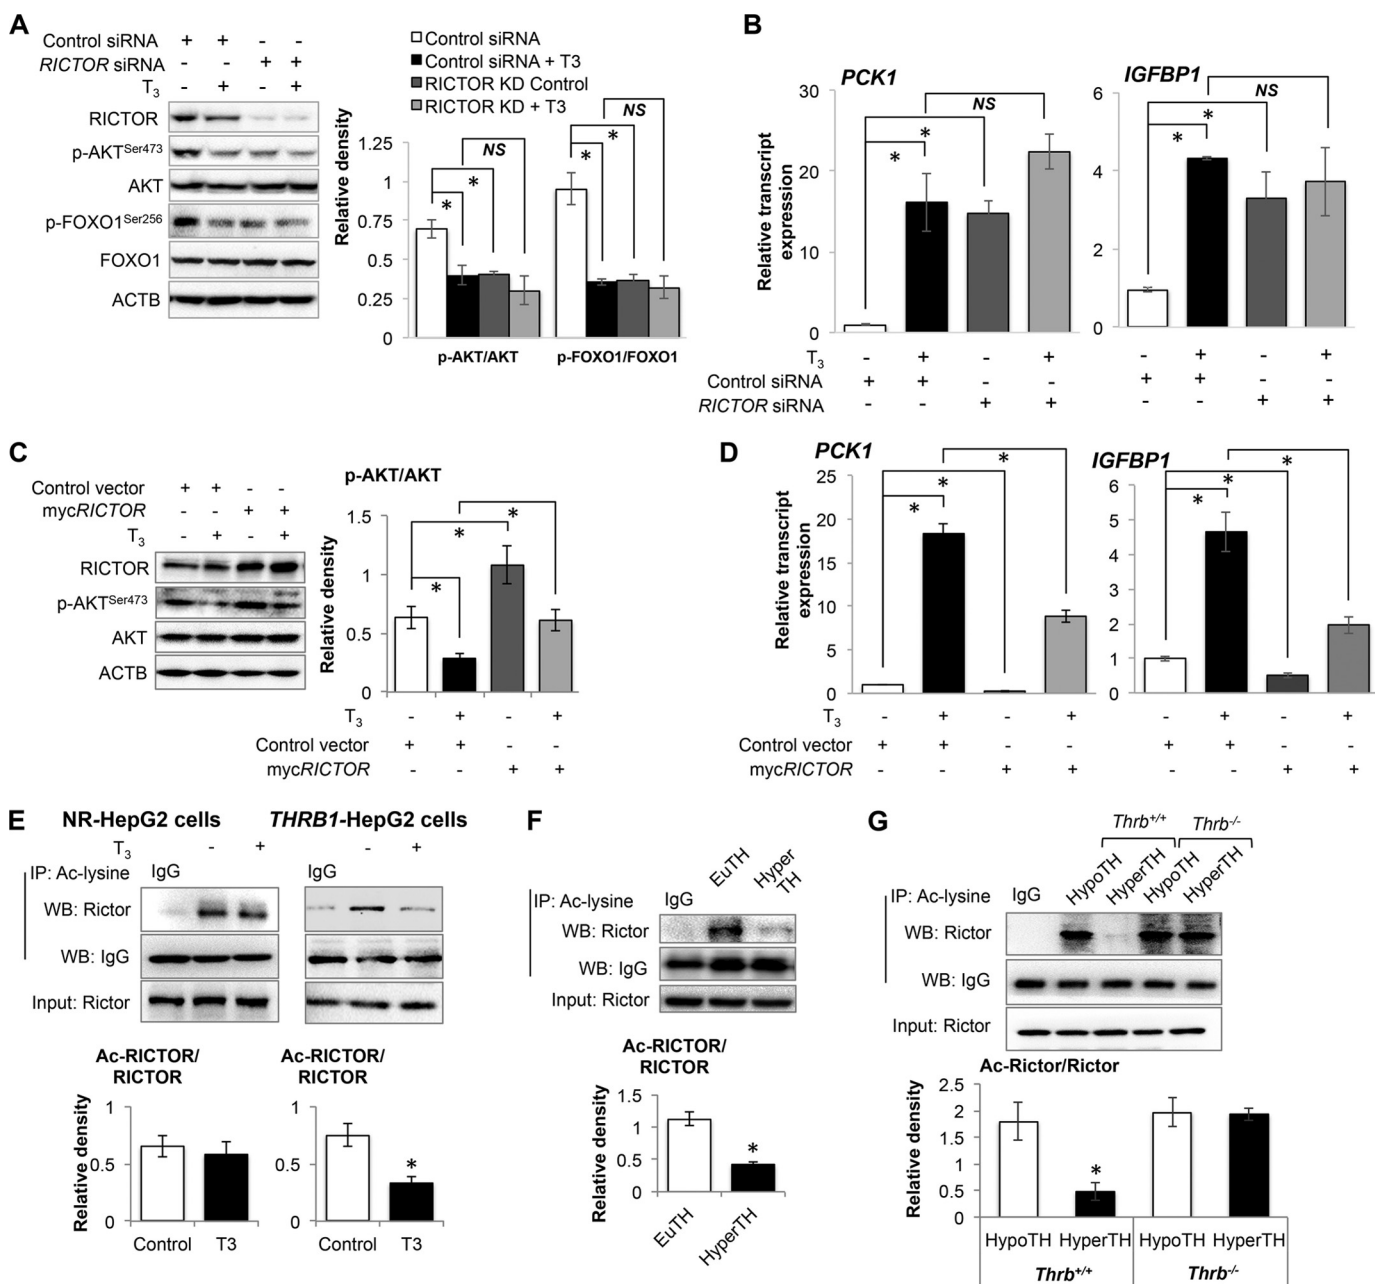 A
Control siRNA + + - -
RICTOR siRNA - - + +
T3 - + - +
RICTOR
p-AKTSer473
AKT
p-FOXO1Ser256
FOXO1
ACTB
Control siRNA
Control siRNA + T3
RICTOR KD Control
RICTOR KD + T3
Relative density
1.25
1
0.75
0.5
0.25
0
* * NS
* * NS
p-AKT/AKT
p-FOXO1/FOXO1
B
PCK1
Relative transcript
expression
30
20
10
0
* * NS
IGFBP1
6
4
2
0
* * NS
T3 - + - + - + - +
Control siRNA + + - - + + - -
RICTOR siRNA - - + + - - + +
C
Control vector + + - -
mycRICTOR - - + +
T3 - + - +
RICTOR
p-AKTSer473
AKT
ACTB
p-AKT/AKT
Relative density
1.5
1
0.5
0
* * *
T3 - + - +
Control vector + + - -
mycRICTOR - - + +
D
PCK1
Relative transcript
expression
25
20
15
10
5
0
* * *
IGFBP1
6
5
4
3
2
1
0
* * *
T3 - + - + - + - +
Control vector + + - - + + - -
mycRICTOR - - + + - - + +
E
NR-HepG2 cells
THRB1-HepG2 cells
T3 - + - +
IP: Ac-lysine IgG IgG
WB: Rictor
WB: IgG
Input: Rictor
Ac-RICTOR/
RICTOR
Relative density
1
0.5
0
Control T3
Ac-RICTOR/
RICTOR
1
0.5
0
*
Control T3
F
EuTH
Hyper
TH
IP: Ac-lysine IgG
WB: Rictor
WB: IgG
Input: Rictor
Ac-RICTOR/
RICTOR
Relative density
1.5
1
0.5
0
*
EuTH
HyperTH
G
Thrb+/+ Thrb-/-
HypoTH HyperTH HypoTH HyperTH
IP: Ac-lysine IgG
WB: Rictor
WB: IgG
Input: Rictor
Ac-Rictor/Rictor
Relative density
2.5
2
1.5
1
0.5
0
*
HypoTH HyperTH HypoTH HyperTH
Thrb+/+ Thrb-/-